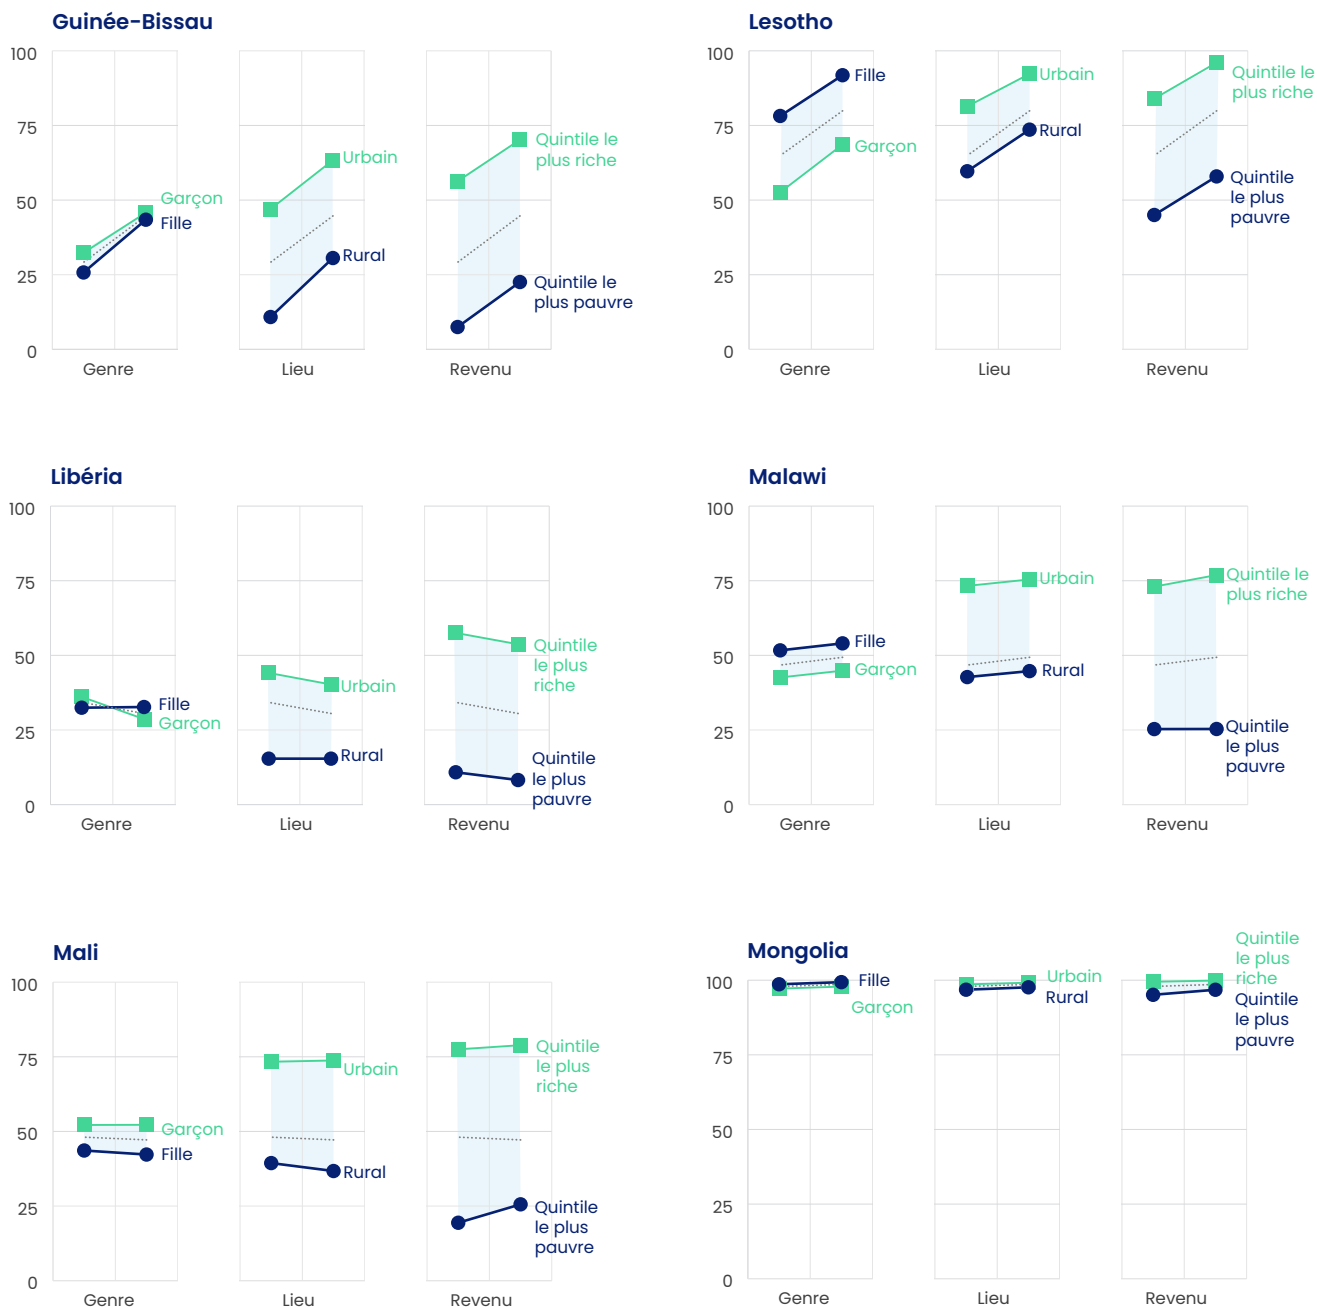 Guinée-Bissau
100
75
50
25
0
Garçon
Fille
Genre
Urbain
Rural
Lieu
Quintile le
plus riche
Quintile le
plus pauvre
Revenu
Lesotho
100
75
50
25
0
Fille
Garçon
Genre
Urbain
Rural
Lieu
Quintile le
plus riche
Quintile
le plus
pauvre
Revenu
Libéria
100
75
50
25
0
Fille
Garçon
Genre
Urbain
Rural
Lieu
Quintile
le plus
riche
Quintile
le plus
pauvre
Revenu
Malawi
100
75
50
25
0
Fille
Garçon
Genre
Urbain
Rural
Lieu
Quintile le
plus riche
Quintile
le plus
pauvre
Revenu
Mali
100
75
50
25
0
Garçon
Fille
Genre
Urbain
Rural
Lieu
Quintile
le plus
riche
Quintile
le plus
pauvre
Revenu
Mongolia
100
75
50
25
0
Fille
Garçon
Genre
Urbain
Rural
Lieu
Quintile
le plus
riche
Quintile
le plus
pauvre
Revenu